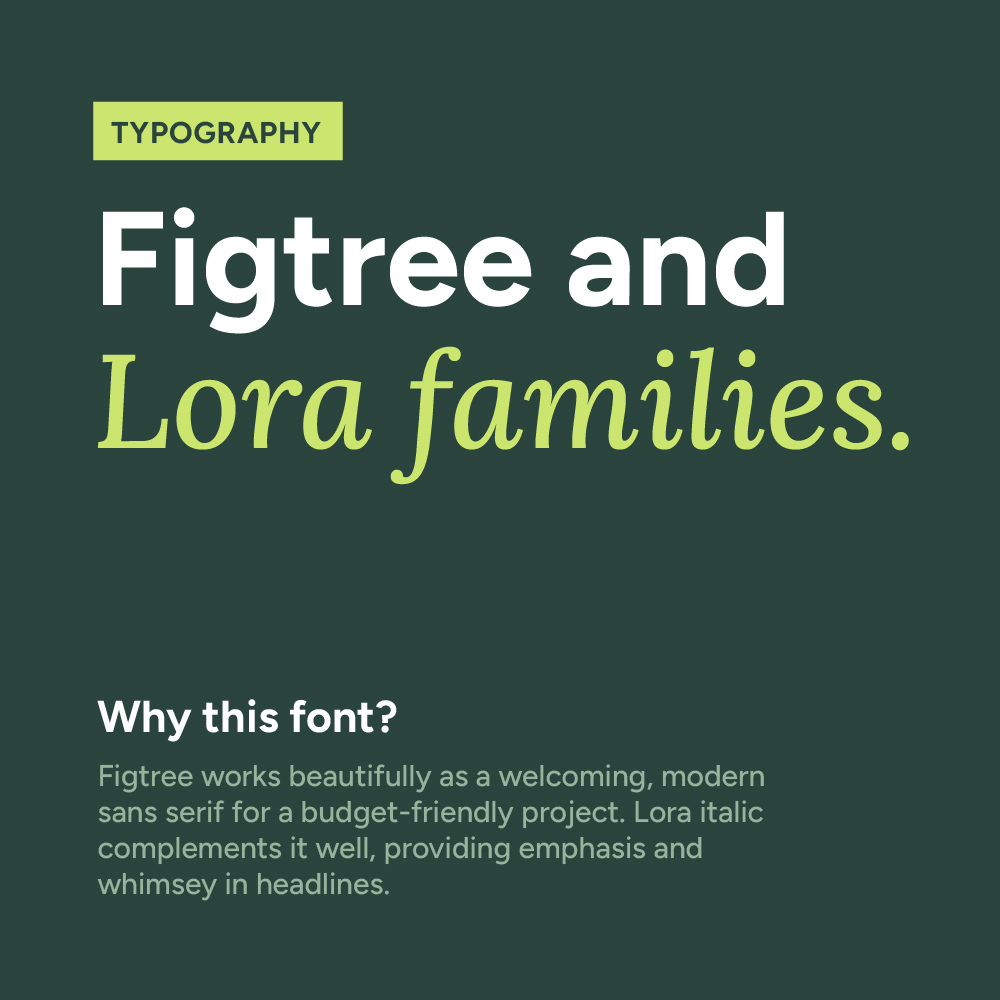 TYPOGRAPHY
Figtree and
Lora families.
Why this font?
Figtree works beautifully as a welcoming, modern
sans serif for a budget-friendly project. Lora italic
complements it well, providing emphasis and
whimsey in headlines.